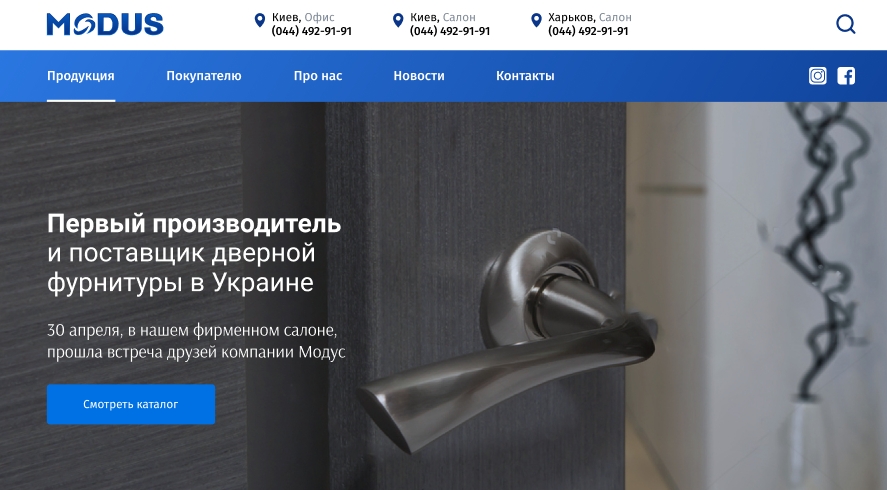 MODUS
Киев, Офис
(044) 492-91-91
Киев, Салон
(044) 492-91-91
Харьков, Салон
(044) 492-91-91
Продукция
Покупателю
Про нас
Новости
Контакты
Первый производитель
и поставщик дверной
фурнитуры в Украине
30 апреля, в нашем фирменном салоне,
прошла встреча друзей компании Модус
Смотреть каталог